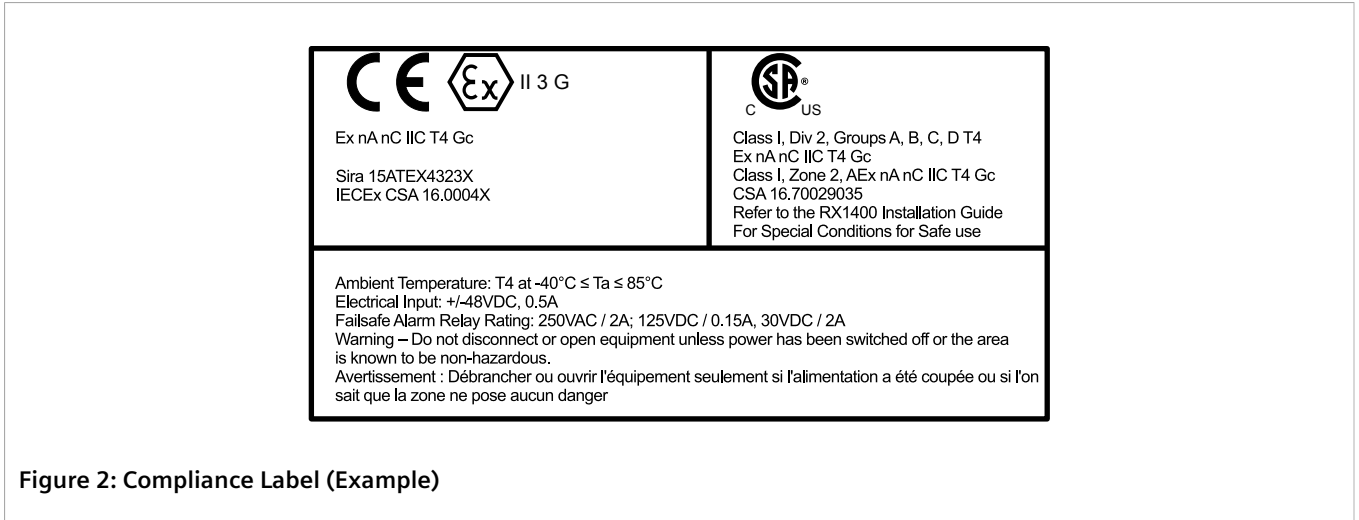 CE Ex II 3 G
Ex nA nC IIC T4 Gc
Sira 15ATEX4323X
IECEx CSA 16.0004X
SA®
C US
Class I, Div 2, Groups A, B, C, D T4
Ex nA nC IIC T4 Gc
Class I, Zone 2, AEx nA nC IIC T4 Gc
CSA 16.70029035
Refer to the RX1400 Installation Guide
For Special Conditions for Safe use
Ambient Temperature: T4 at -40°C ≤ Ta ≤ 85°C
Electrical Input: +/-48VDC, 0.5A
Failsafe Alarm Relay Rating: 250VAC / 2A; 125VDC / 0.15A, 30VDC / 2A
Warning – Do not disconnect or open equipment unless power has been switched off or the area
is known to be non-hazardous.
Avertissement : Débrancher ou ouvrir l'équipement seulement si l'alimentation a été coupée ou si l'on
sait que la zone ne pose aucun danger
Figure 2: Compliance Label (Example)